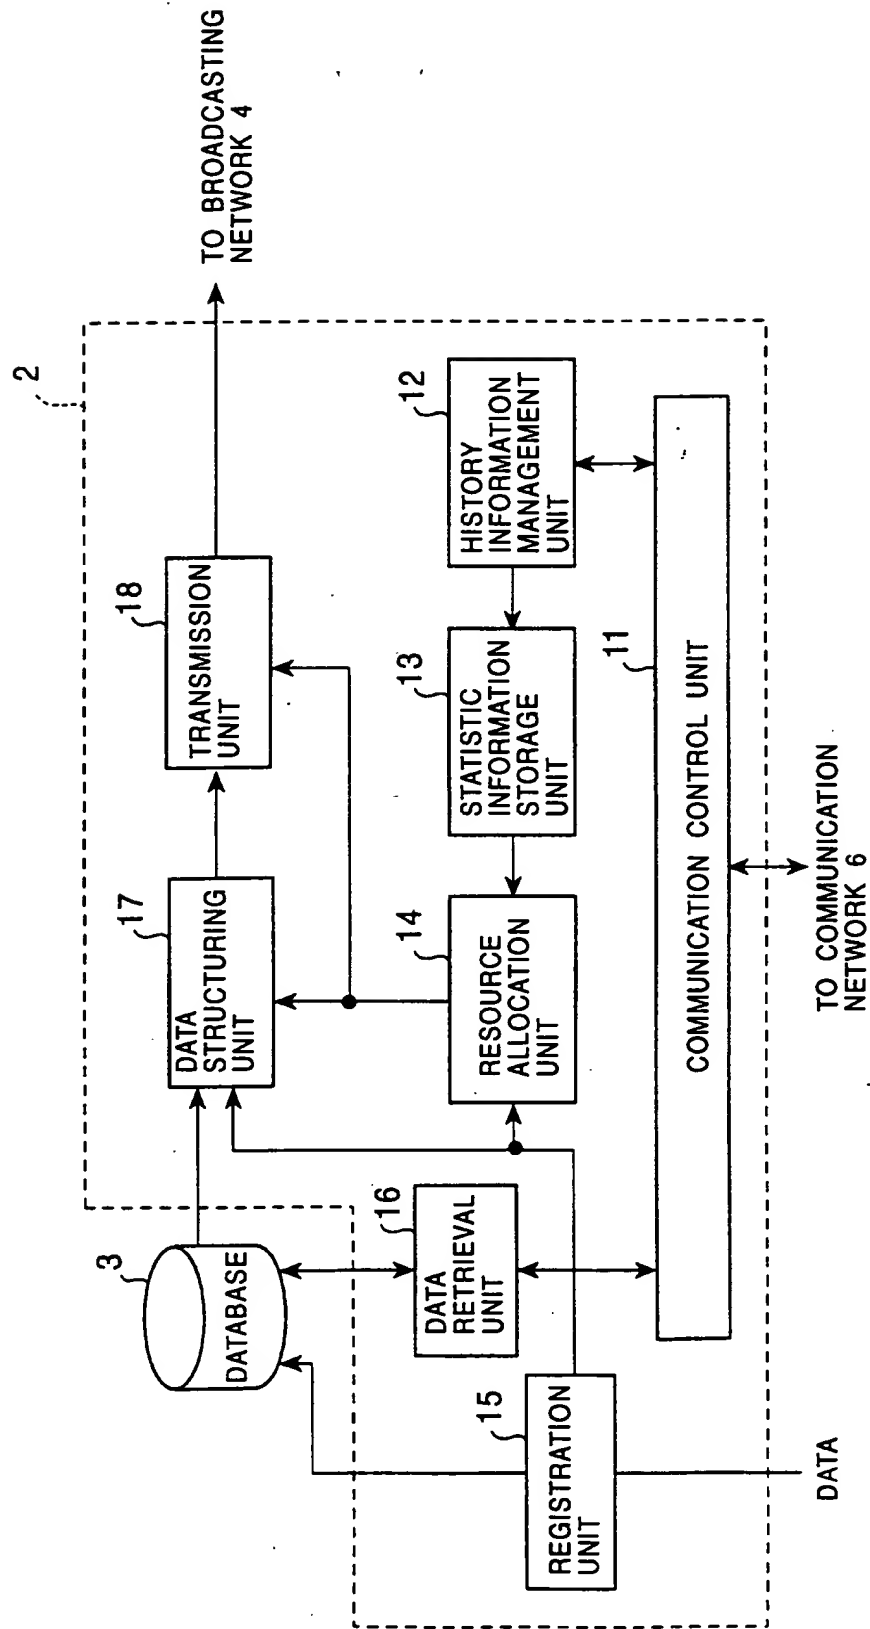 2
TO BROADCASTING
NETWORK 4
3
DATABASE
17
DATA
STRUCTURING
UNIT
18
TRANSMISSION
UNIT
16
DATA
RETRIEVAL
UNIT
14
RESOURCE
ALLOCATION
UNIT
13
STATISTIC
INFORMATION
STORAGE
UNIT
12
HISTORY
INFORMATION
MANAGEMENT
UNIT
15
REGISTRATION
UNIT
11
COMMUNICATION CONTROL UNIT
DATA
TO COMMUNICATION
NETWORK 6